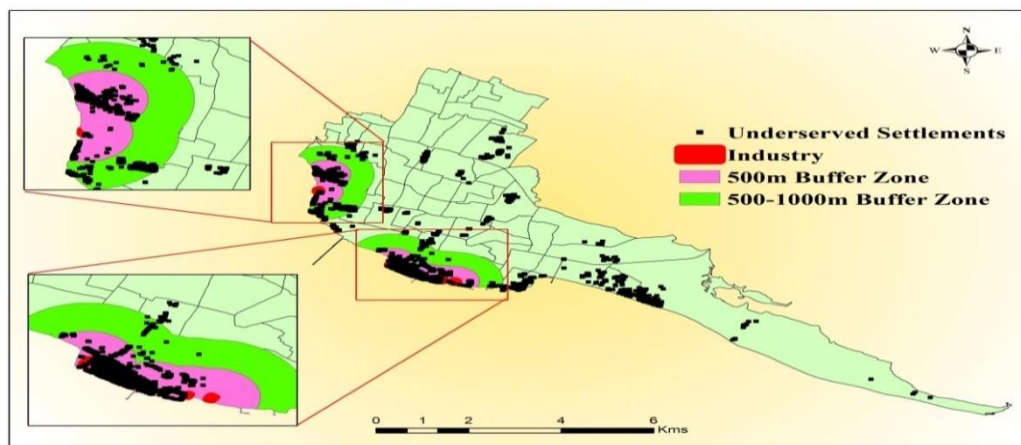 N
W E
S
Underserved Settlements
Industry
500m Buffer Zone
500-1000m Buffer Zone
0 1 2 4 6
Kms